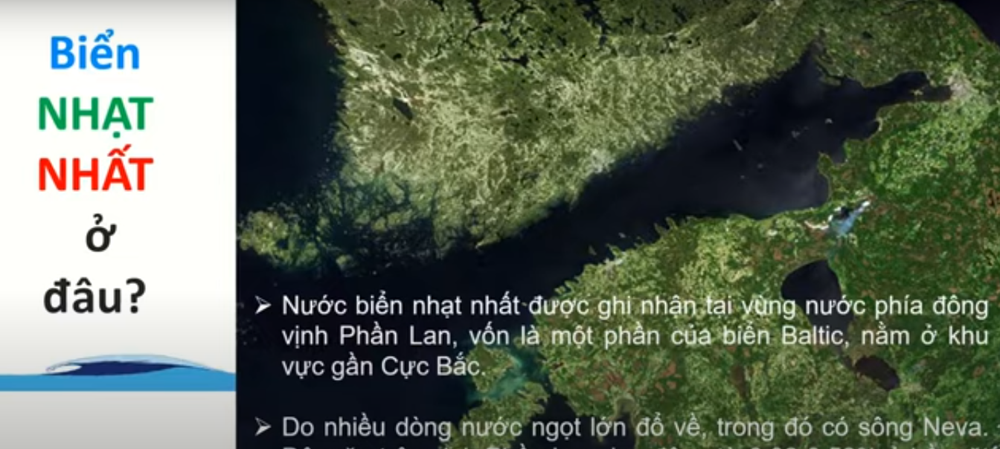 Biển
NHẠT
NHẤT
ở
đâu?
➢ Nước biển nhạt nhất được ghi nhận tại vùng nước phía đông
vịnh Phần Lan, vốn là một phần của biển Baltic, nằm ở khu
vực gần Cực Bắc.
➢ Do nhiều dòng nước ngọt lớn đổ về, trong đó có sông Neva.